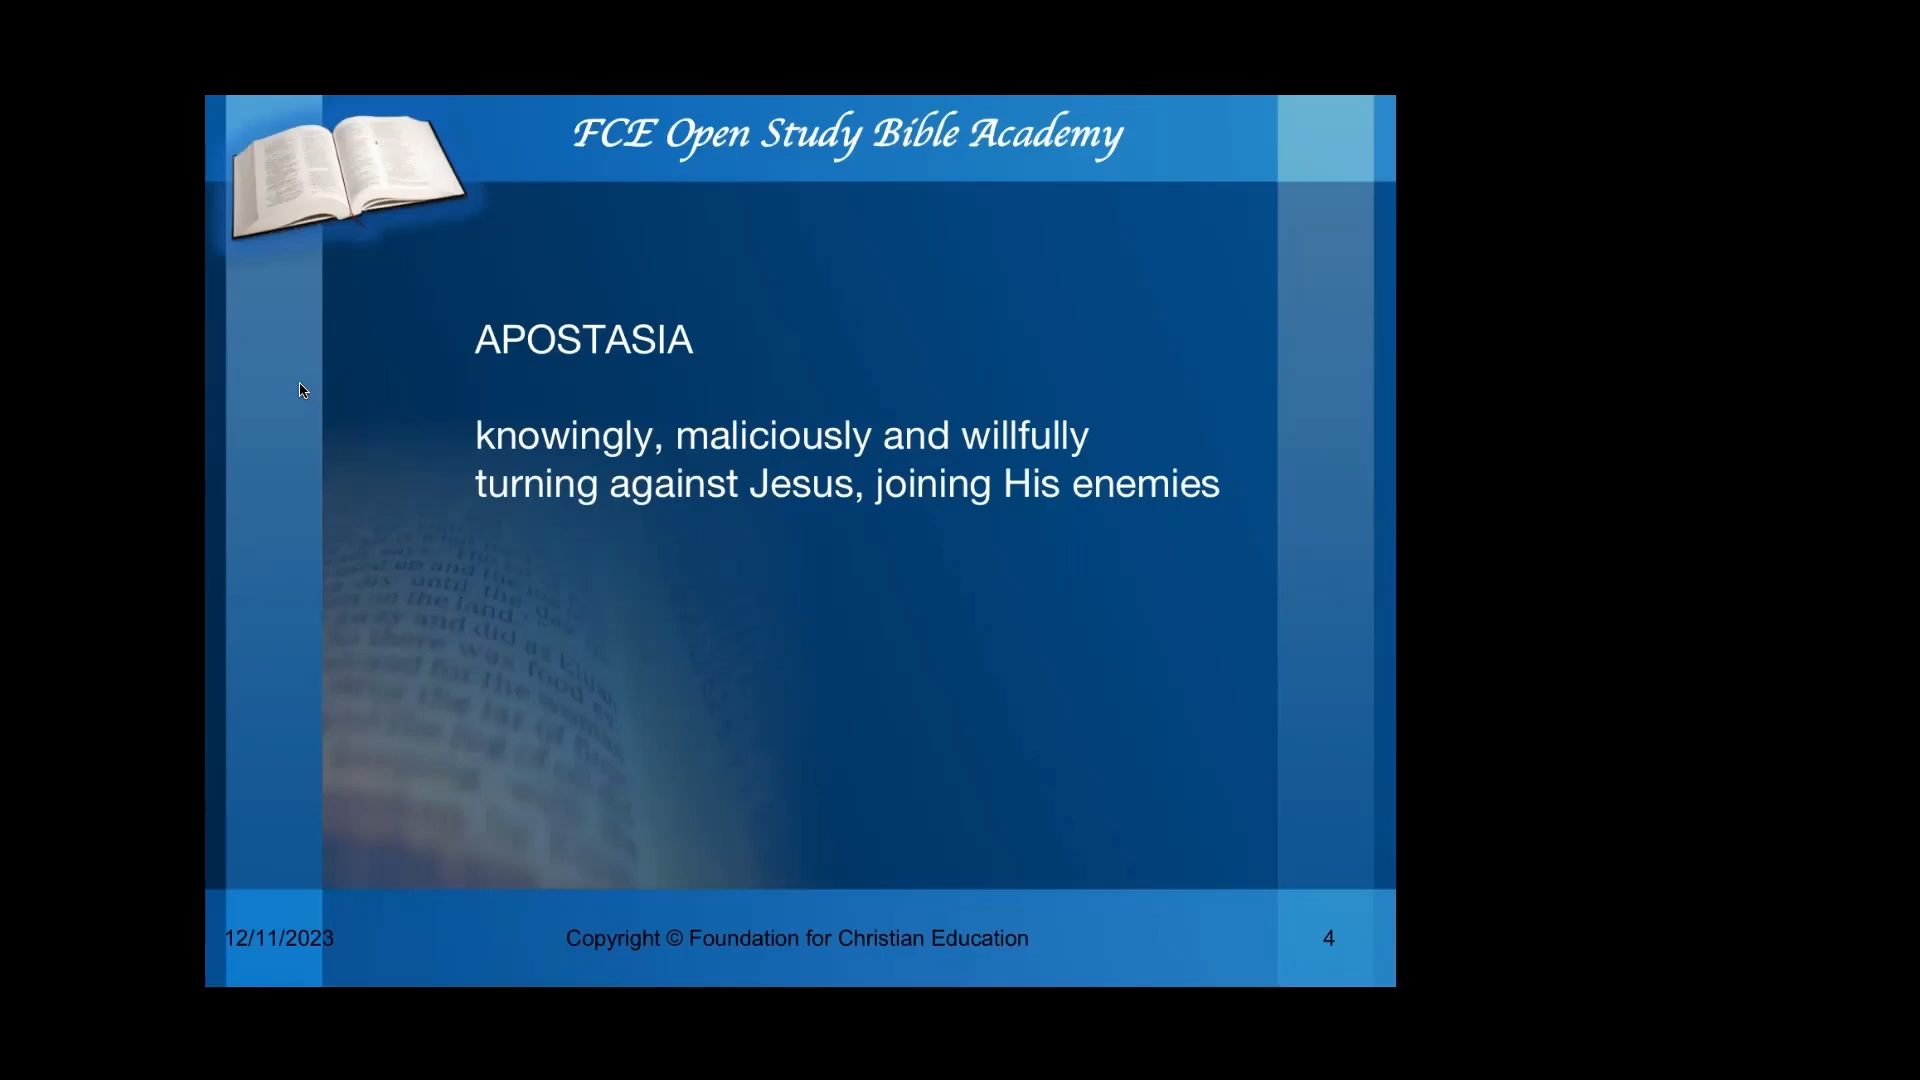 FCE Open Study Bible Academy
APOSTASIA
knowingly, maliciously and willfully
turning against Jesus, joining His enemies
12/11/2023
Copyright © Foundation for Christian Education
4